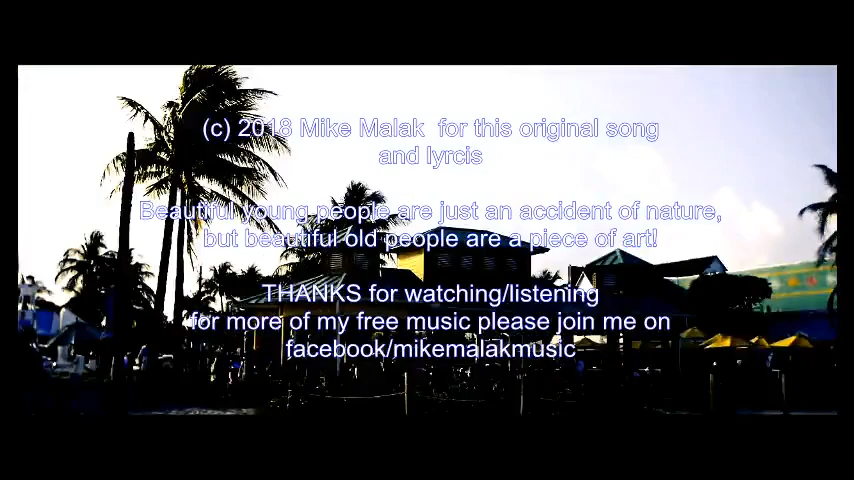 (c) 2018 Mike Malak for this original song
and lyrcis
Beautiful young people are just an accident of nature,
but beautiful old people are a piece of art!
THANKS for watching/listening
for more of my free music please join me on
facebook/mikemalakmusic